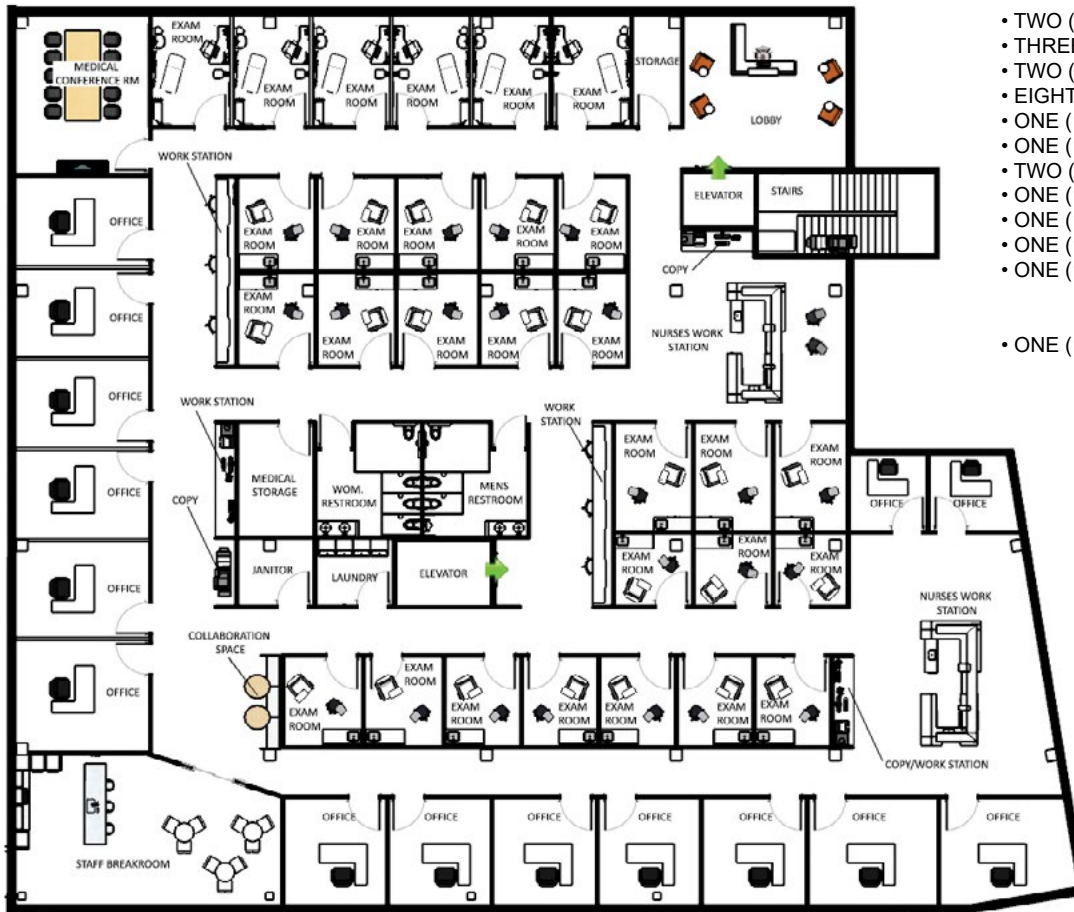 EXAM
ROOM
MEDICAL
CONFERENCE RM
EXAM
ROOM
EXAM
ROOM
EXAM
ROOM
EXAM
ROOM
EXAM
ROOM
STORAGE
LOBBY
WORK STATION
ELEVATOR
STAIRS
COPY
OFFICE
EXAM
ROOM
EXAM
ROOM
EXAM
ROOM
EXAM
ROOM
EXAM
ROOM
EXAM
ROOM
EXAM
ROOM
EXAM
ROOM
EXAM
ROOM
EXAM
ROOM
NURSES WORK
STATION
OFFICE
OFFICE
OFFICE
OFFICE
OFFICE
WORK STATION
COPY
MEDICAL
STORAGE
WOM.
RESTROOM
MENS
RESTROOM
JANITOR
LAUNDRY
ELEVATOR
WORK
STATION
EXAM
ROOM
EXAM
ROOM
EXAM
ROOM
EXAM
ROOM
EXAM
ROOM
EXAM
ROOM
OFFICE
OFFICE
NURSES WORK
STATION
COLLABORATION
SPACE
EXAM
ROOM
EXAM
ROOM
EXAM
ROOM
EXAM
ROOM
EXAM
ROOM
EXAM
ROOM
EXAM
ROOM
COPY/WORK STATION
STAFF BREAKROOM
OFFICE
OFFICE
OFFICE
OFFICE
OFFICE
OFFICE
OFFICE
• TWO (
• THREE
• TWO (
• EIGHT
• ONE (
• ONE (
• TWO (
• ONE (
• ONE (
• ONE (
• ONE (
• ONE (